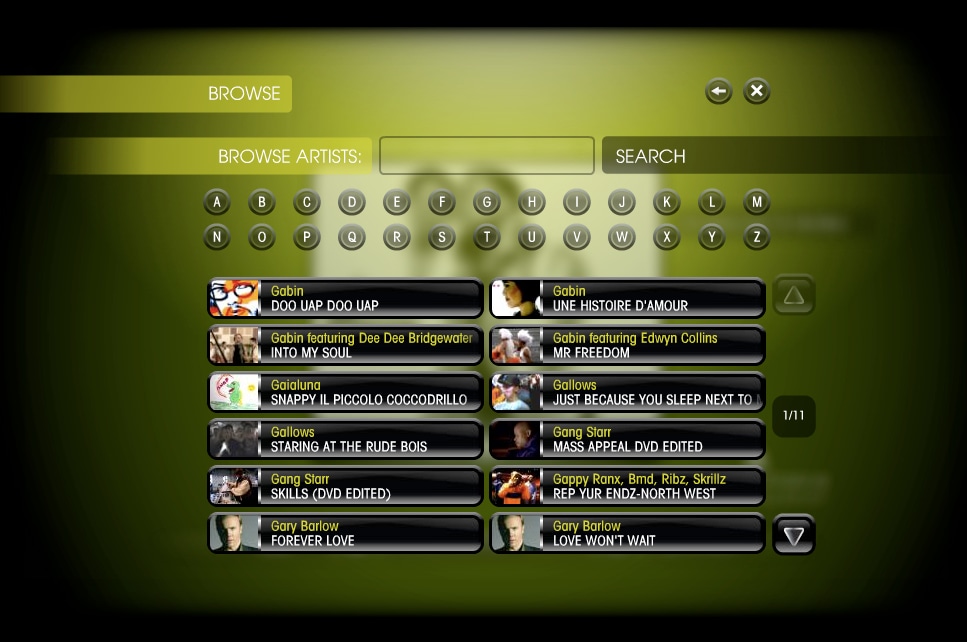 BROWSE
BROWSE ARTISTS:
SEARCH
A B C D E F G H I J K L M
N O P Q R S T U V W X Y Z
Gabin
DOO UAP DOO UAP
Gabin
UNE HISTOIRE D'AMOUR
Gabin featuring Dee Dee Bridgewater
INTO MY SOUL
Gabin featuring Edwyn Collins
MR FREEDOM
Gaialuna
SNAPPY IL PICCOLO COCCODRILLO
Gallows
JUST BECAUSE YOU SLEEP NEXT TO
1/11
Gallows
STARING AT THE RUDE BOIS
Gang Starr
MASS APPEAL DVD EDITED
Gang Starr
SKILLS (DVD EDITED)
Gappy Ranx, Bmd, Ribz, Skrillz
REP YUR ENDZ-NORTH WEST
Gary Barlow
FOREVER LOVE
Gary Barlow
LOVE WON'T WAIT